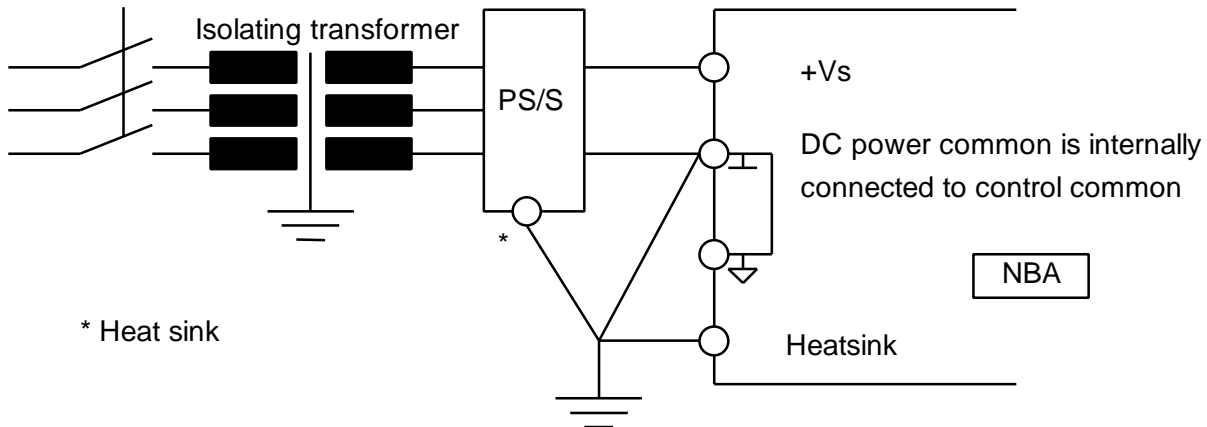 Isolating transformer
PS/S
+Vs
DC power common is internally
connected to control common
*
NBA
* Heat sink
Heatsink